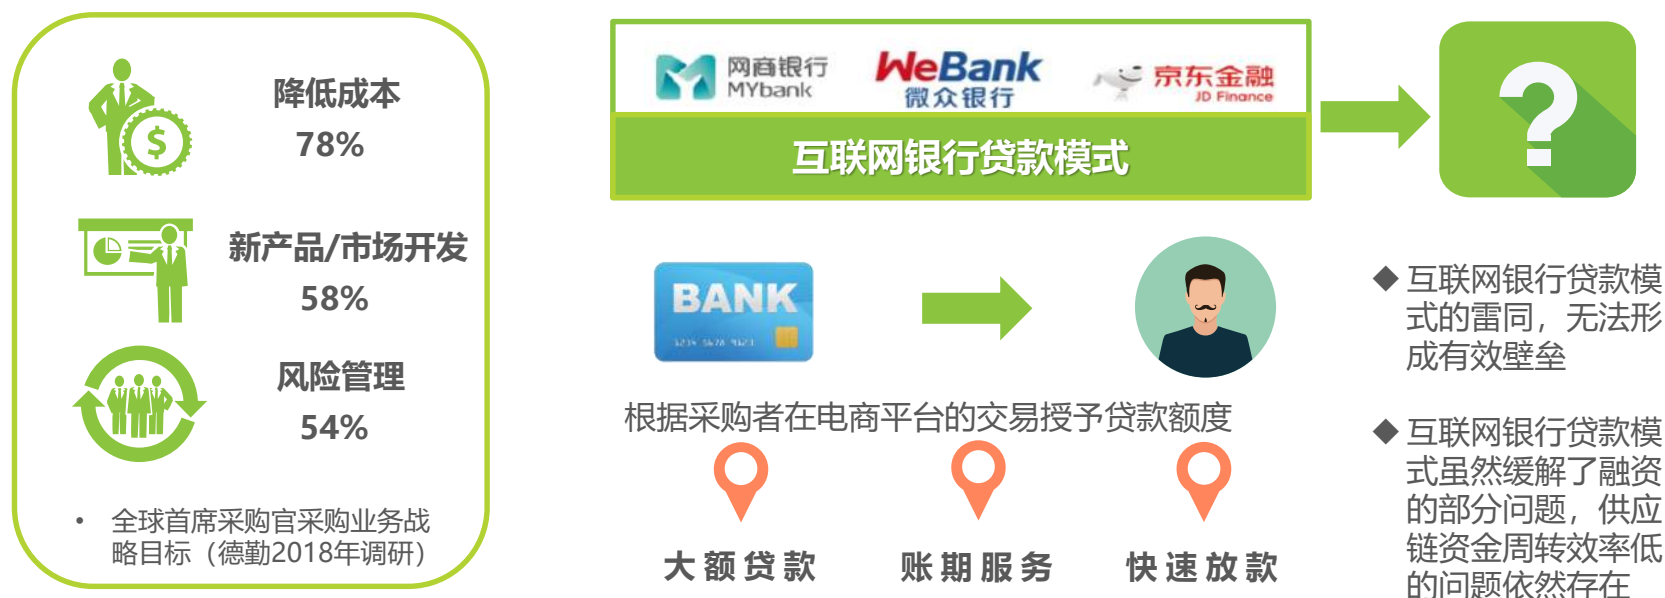 降低成本
78%
新产品/市场开发
58%
风险管理
54%
• 全球首席采购官采购业务战
略目标（德勤2018年调研）
网商银行
MYbank
WeBank
微众银行
京东金融
JD Finance
互联网银行贷款模式
BANK
1234 5678 9123
根据采购者在电商平台的交易授予贷款额度
大额贷款
账期服务
快速放款
◆ 互联网银行贷款模
式的雷同，无法形
成有效壁垒
◆ 互联网银行贷款模
式虽然缓解了融资
的部分问题，供应
链资金周转效率低
的问题依然存在